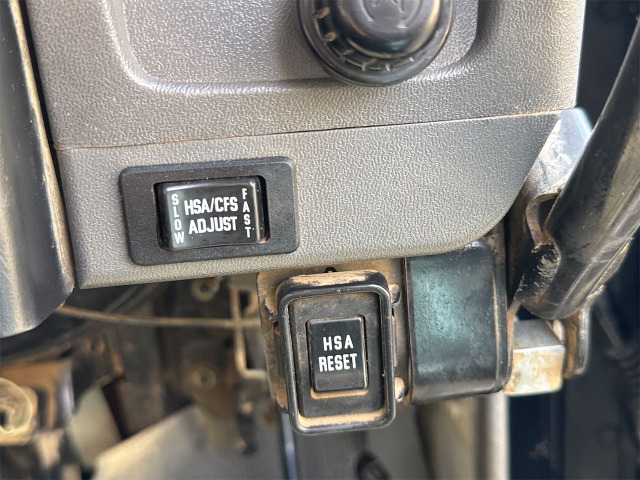 SLOW
HSA/CFS
ADJUST
FAST
HSA
RESET